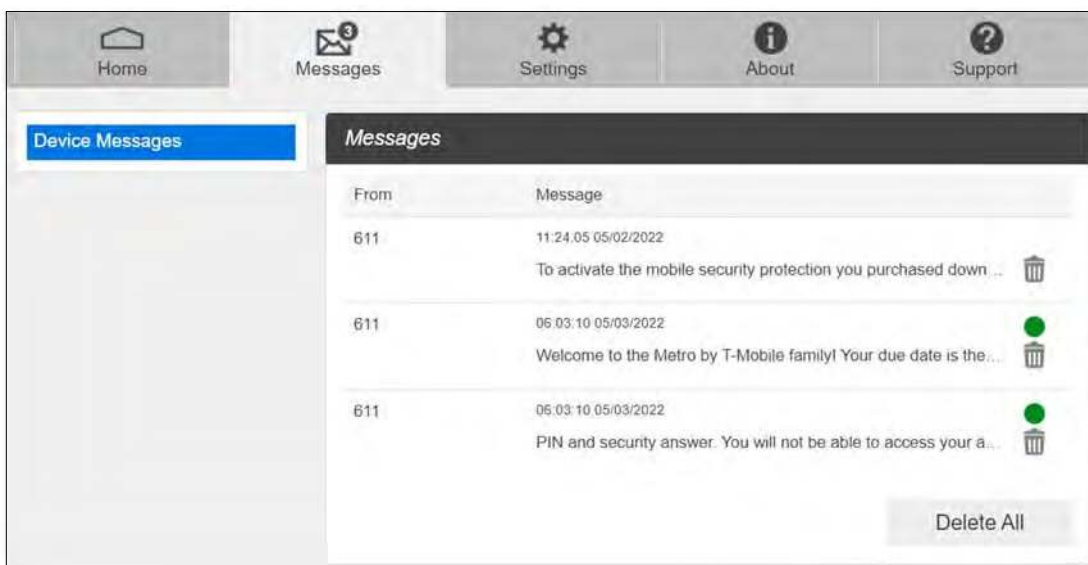 3
Home Messages Settings About Support
Device Messages
Messages
From Message
611 11:24:05 05/02/2022
To activate the mobile security protection you purchased down...
611 06:03:10 05/03/2022
Welcome to the Metro by T-Mobile family! Your due date is the...
611 06:03:10 05/03/2022
PIN and security answer. You will not be able to access your a...
Delete All